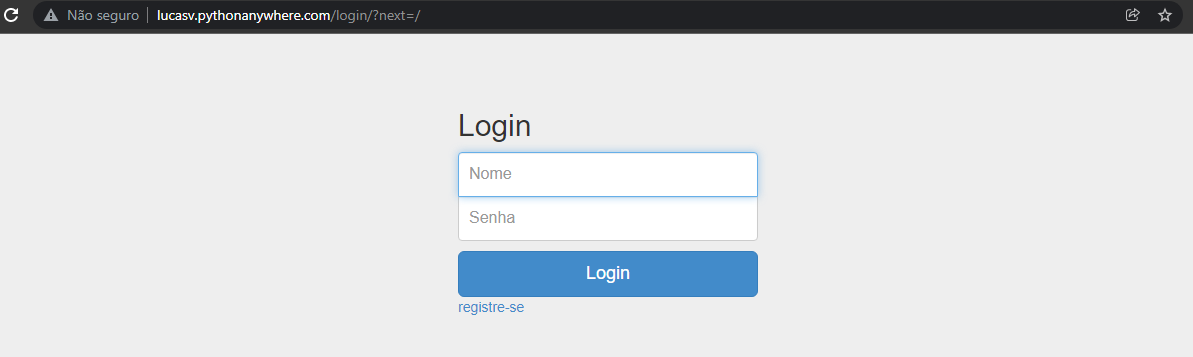 Não seguro lucasv.pythonanywhere.com/login/?next=/
Login
Nome
Senha
Login
registre-se